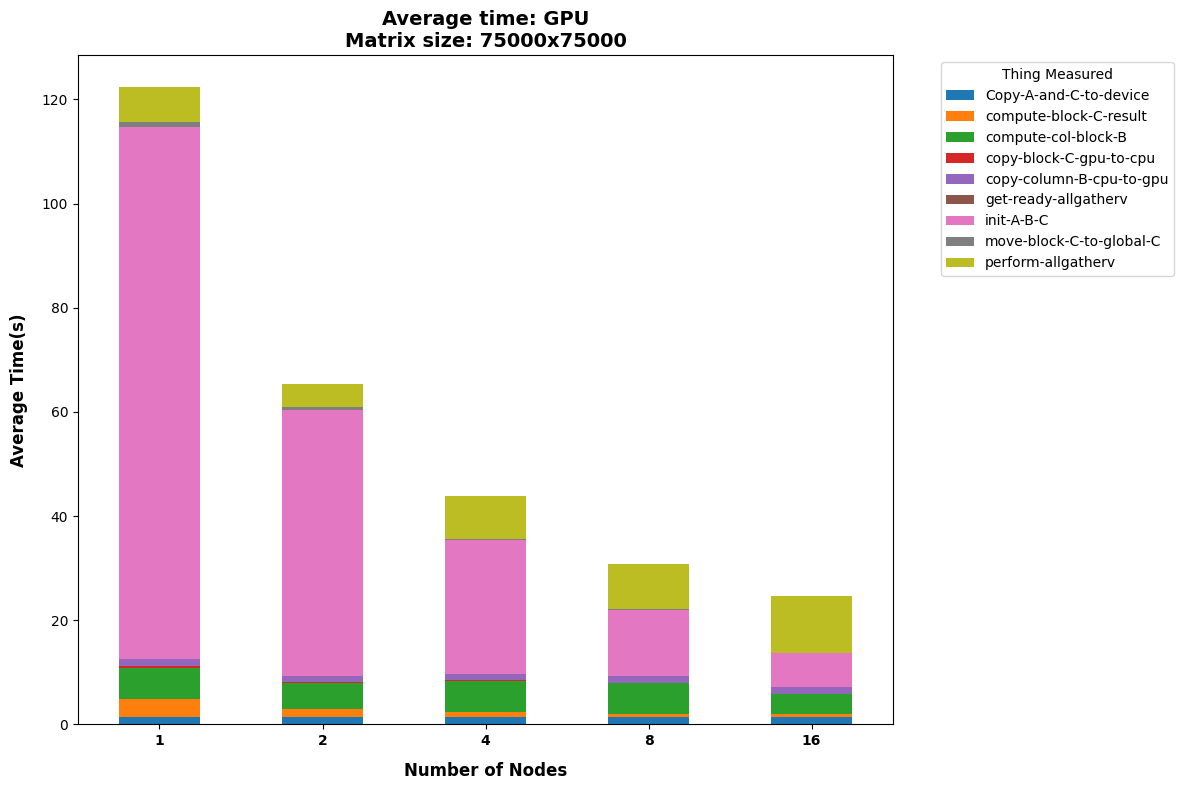 Average time: GPU
Matrix size: 75000x75000
Average Time(s)
120
100
80
60
40
20
0
1 2 4 8 16
Number of Nodes
Thing Measured
Copy-A-and-C-to-device
compute-block-C-result
compute-col-block-B
copy-block-C-gpu-to-cpu
copy-column-B-cpu-to-gpu
get-ready-allgatherv
init-A-B-C
move-block-C-to-global-C
perform-allgatherv